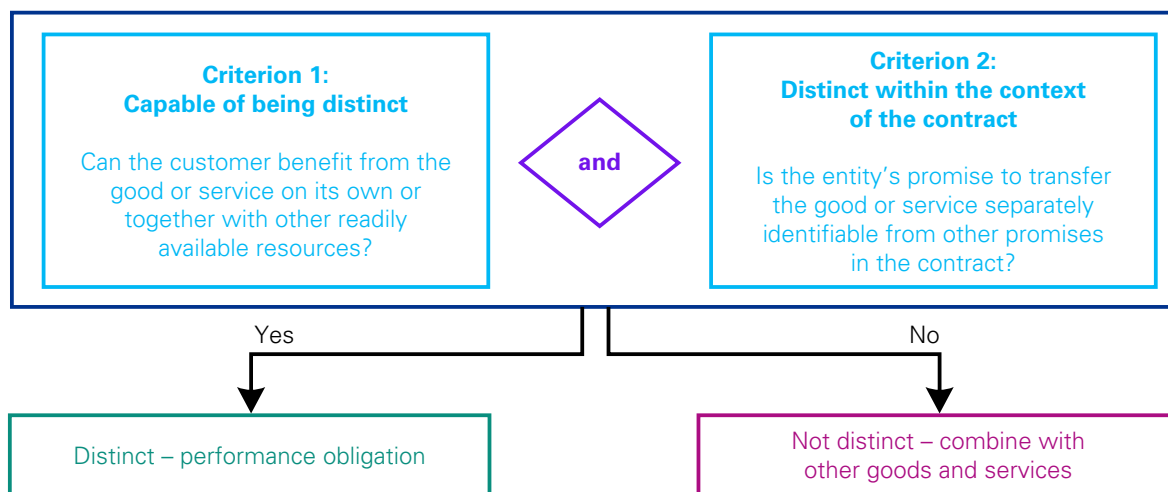 Criterion 1:
Capable of being distinct
Can the customer benefit from the
good or service on its own or
together with other readily
available resources?
and
Criterion 2:
Distinct within the context
of the contract
Is the entity’s promise to transfer
the good or service separately
identifiable from other promises
in the contract?
Yes
No
Distinct – performance obligation
Not distinct – combine with
other goods and services